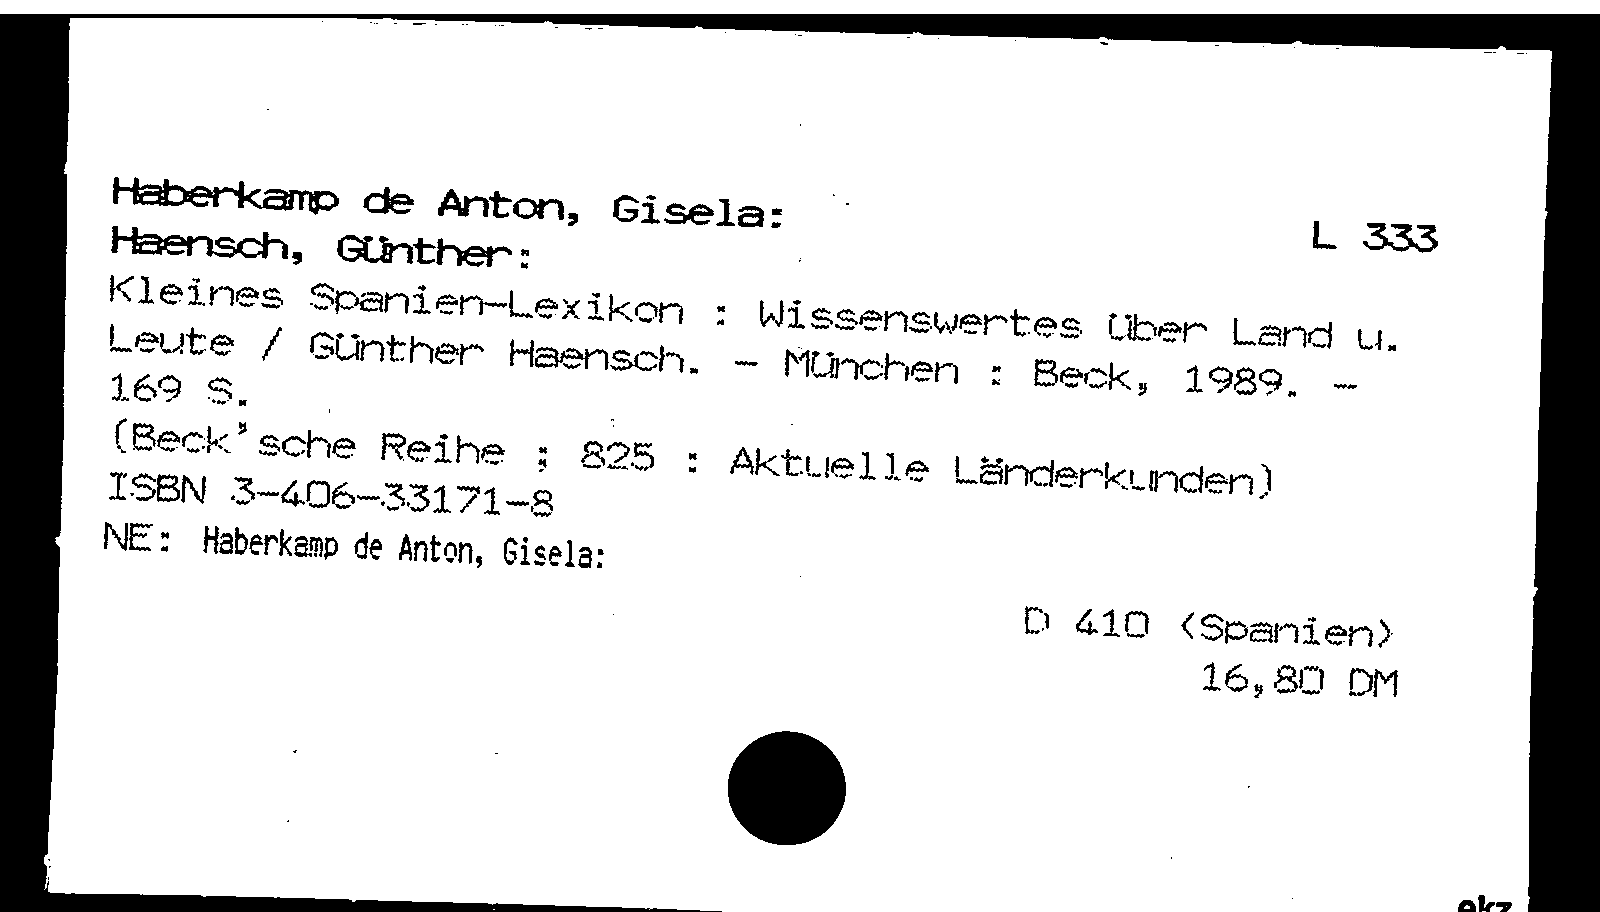 Haberkamp de Anton, Gisela:
L 333
Haensch, Günther:
Kleines Spanien-Lexikon : Wissenswertes über Land u.
Leute / Günther Haensch. - München : Beck, 1989. -
169 S.
(Beck'sche Reihe ; 825 : Aktuelle Länderkunden)
ISBN 3-406-33171-8
NE: Haberkamp de Anton, Gisela:
D 410 (Spanien)
16,80 DM
ekz